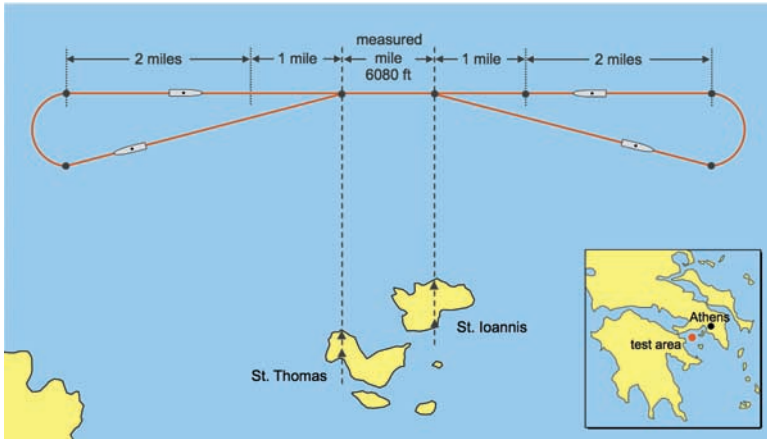 measured
2 miles
1 mile
mile
6080 ft
1 mile
2 miles
St. Ioannis
St. Thomas
Athens
test area